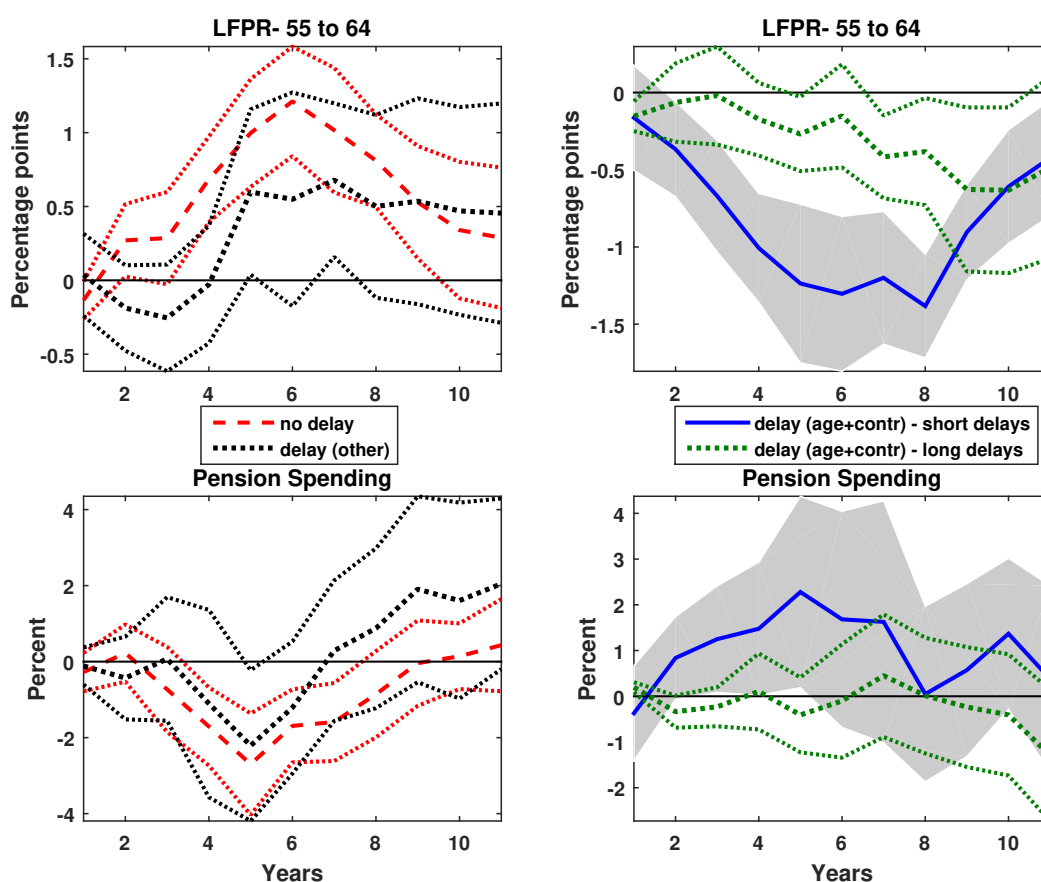 LFPR- 55 to 64
Percentage points
1.5
1
0.5
0
-0.5
2 4 6 8 10
no delay
delay (other)
LFPR- 55 to 64
Percentage points
0
-0.5
-1
-1.5
2 4 6 8 10
delay (age+contr) - short delays
delay (age+contr) - long delays
Pension Spending
Percent
4
2
0
-2
-4
2 4 6 8 10
Years
Pension Spending
Percent
4
3
2
1
0
-1
-2
2 4 6 8 10
Years